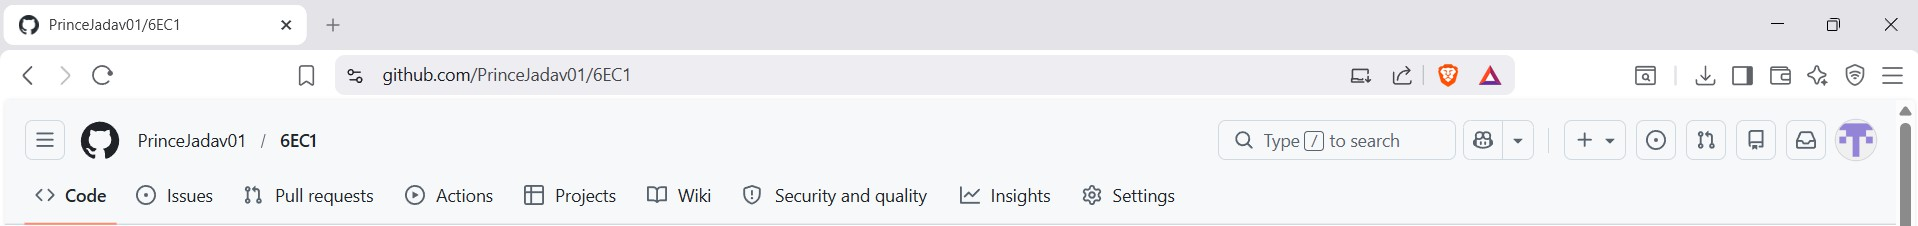 PrinceJadav01/6EC1
github.com/PrinceJadav01/6EC1
PrinceJadav01 / 6EC1
Type / to search
Code Issues Pull requests Actions Projects Wiki Security and quality Insights Settings